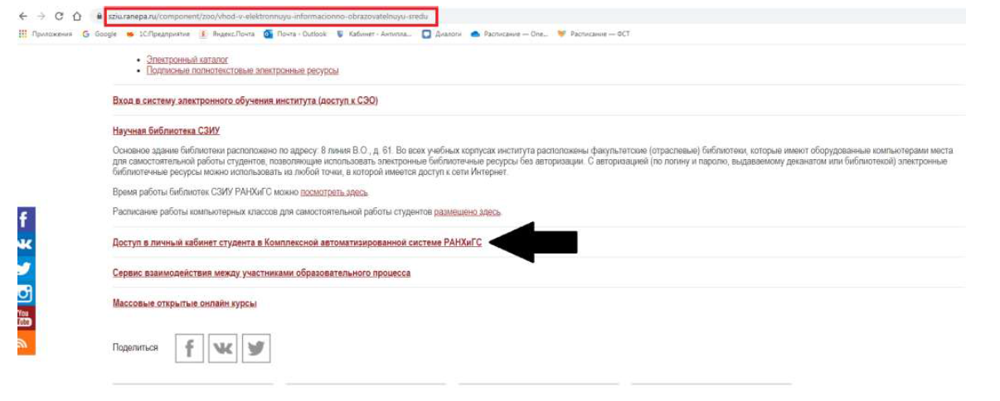 sziu.ranepa.ru/component/zoo/vhod-v-elektronnuyu-informacionno-obrazovatelnuyu-sredu
Приложения Google 1С:Предприятие Яндекс.Почта Почта - Outlook Кабинет - Антипла... Диалоги Расписание — One... Расписание — ФСТ
• Электронный каталог
• Подписные полнотекстовые электронные ресурсы
Вход в систему электронного обучения института (доступ к СЭО)
Научная библиотека СЗИУ
Основное здание библиотеки расположено по адресу: 8 линия В.О., д. 61. Во всех учебных корпусах института расположены факультетские (отраслевые) библиотеки, которые имеют оборудованные компьютерами места
для самостоятельной работы студентов, позволяющие использовать электронные библиотечные ресурсы без авторизации. С авторизацией (по логину и паролю, выдаваемому деканатом или библиотекой) электронные
библиотечные ресурсы можно использовать из любой точки, в которой имеется доступ к сети Интернет.
Время работы библиотек СЗИУ РАНХиГС можно посмотреть здесь.
Расписание работы компьютерных классов для самостоятельной работы студентов размещено здесь.
Доступ в личный кабинет студента в Комплексной автоматизированной системе РАНХиГС
Сервис взаимодействия между участниками образовательного процесса
Массовые открытые онлайн курсы
You
Tube
Поделиться